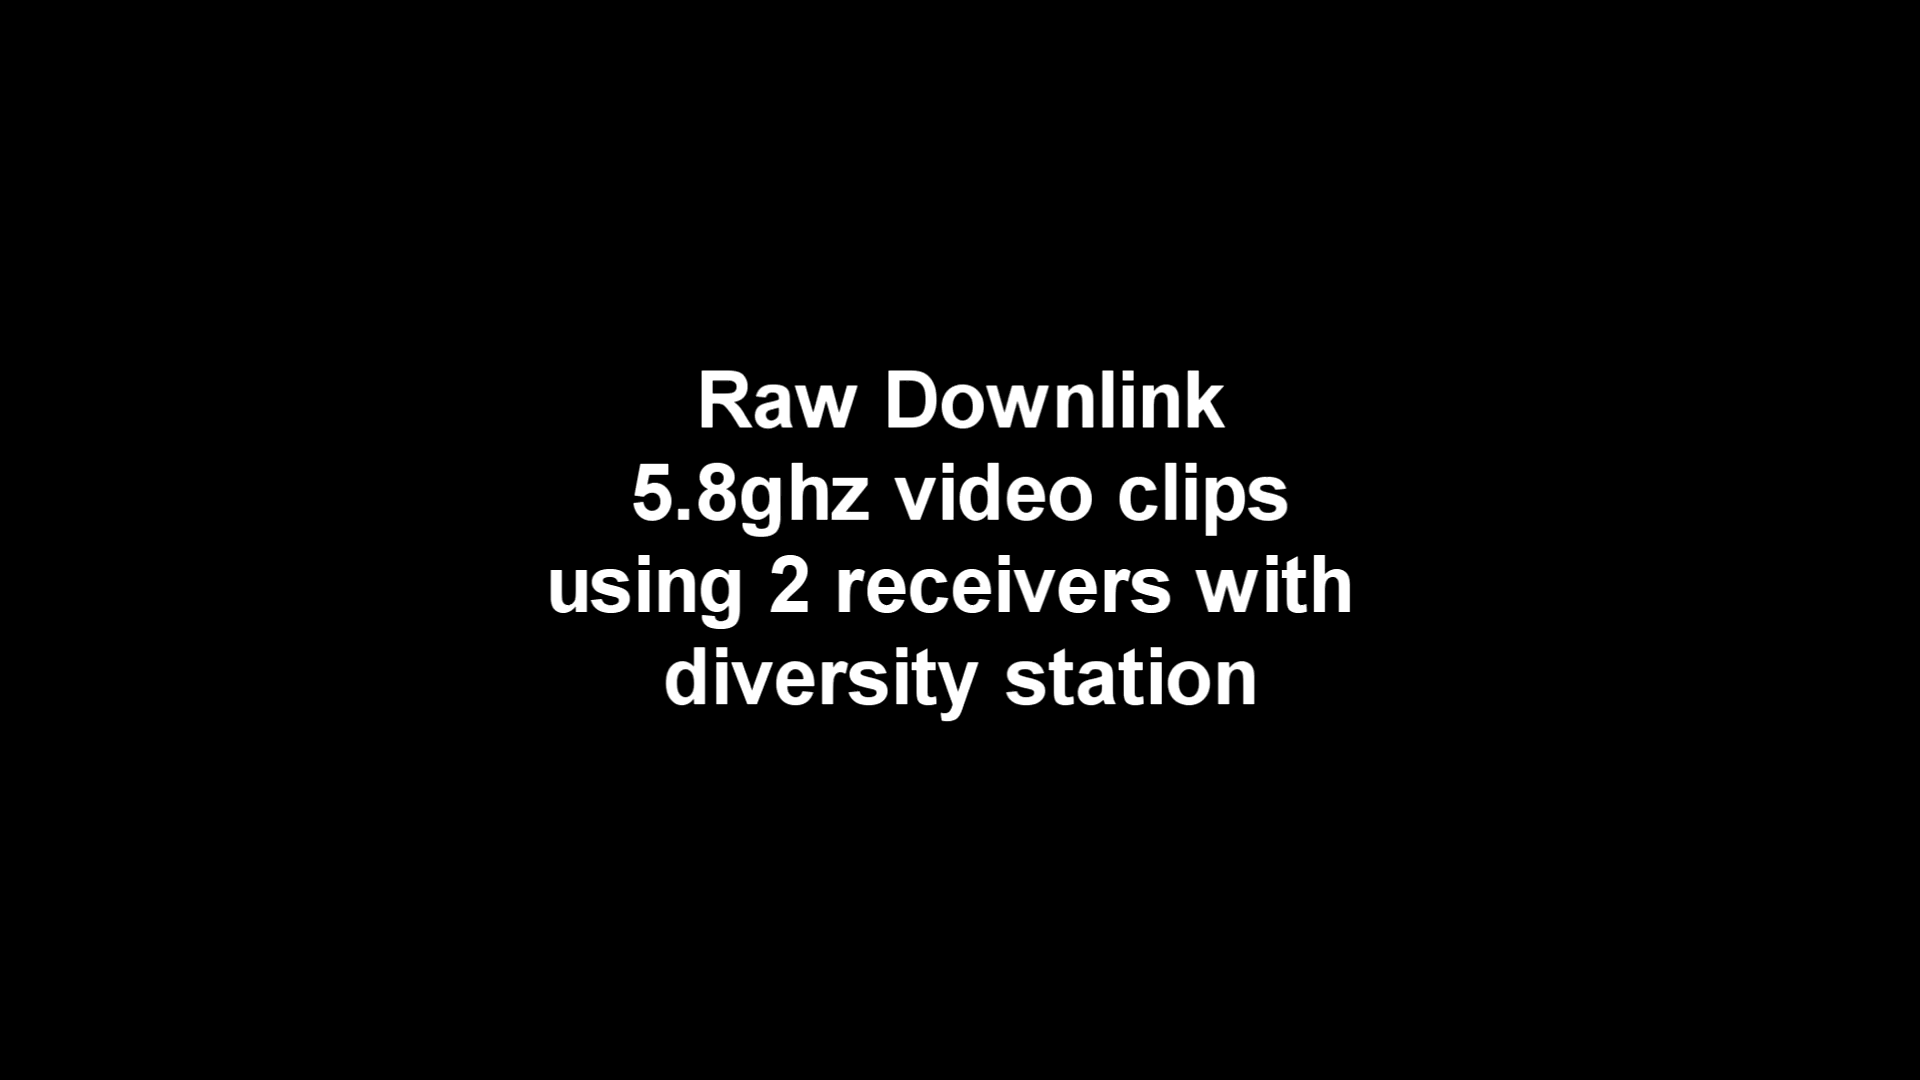 Raw Downlink
5.8ghz video clips
using 2 receivers with
diversity station